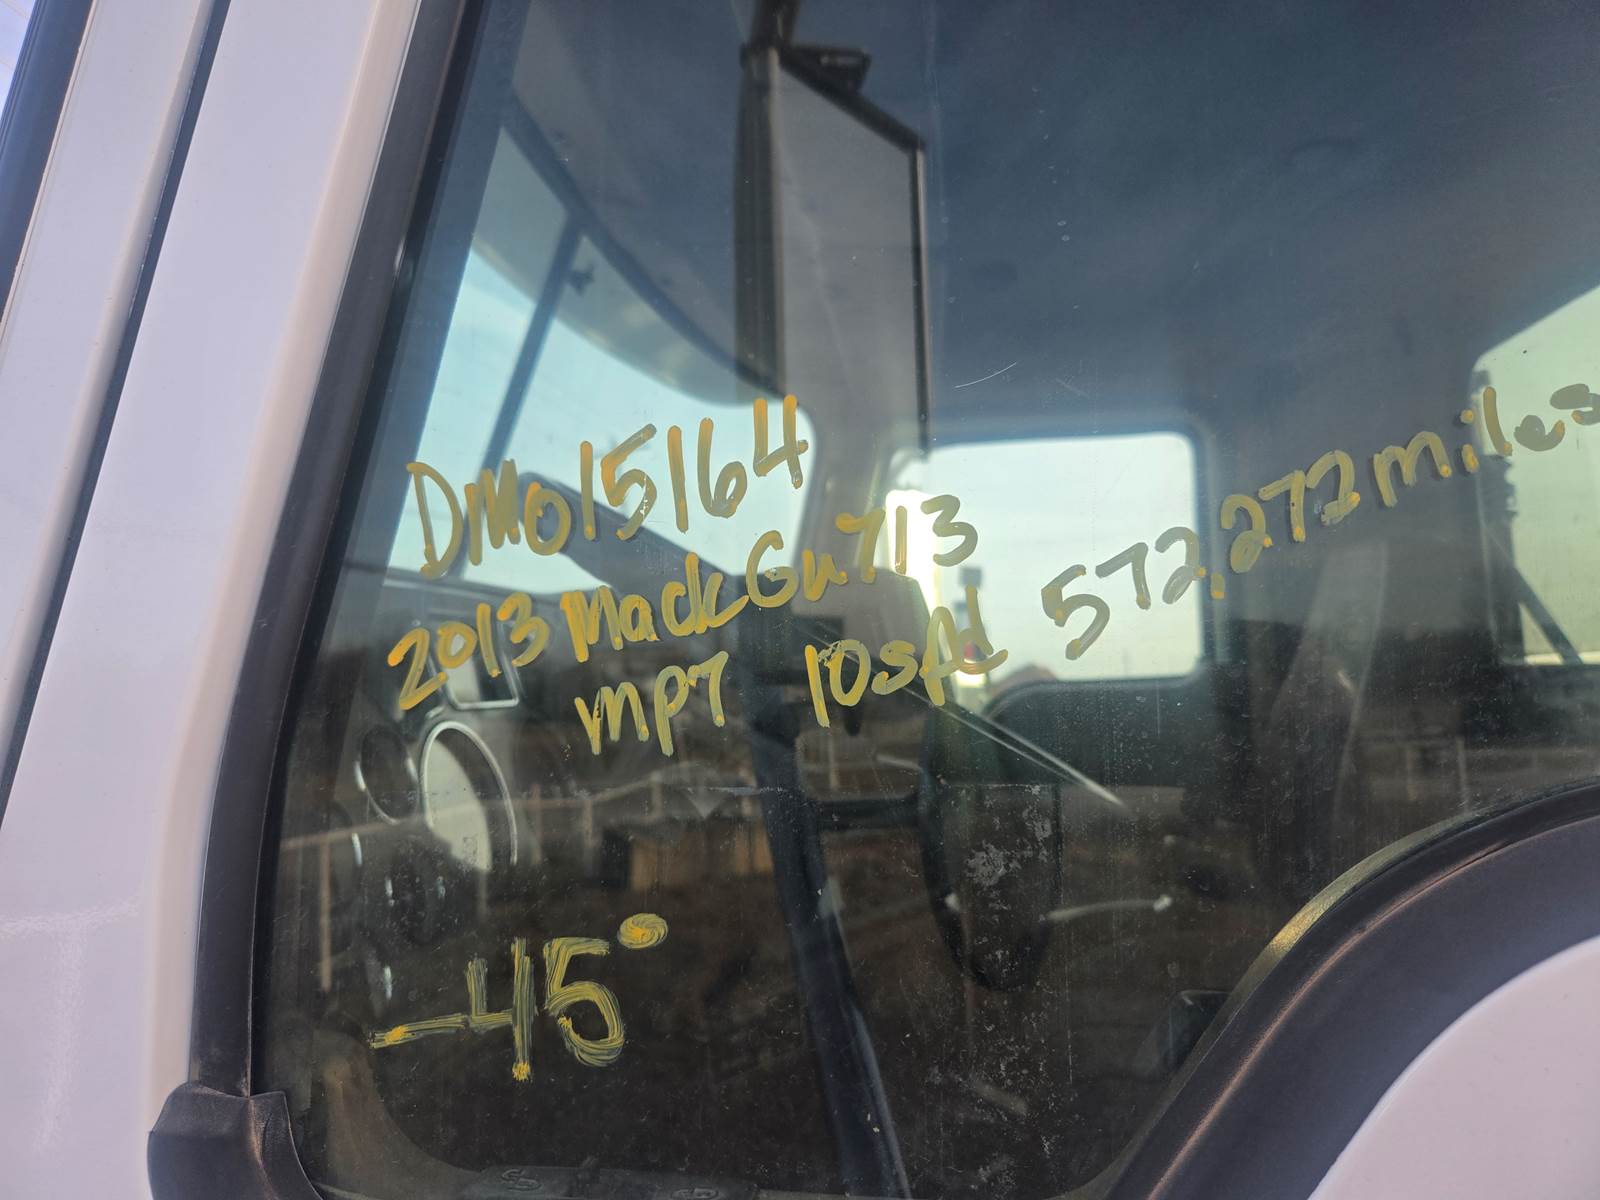 DM015164
2013 Mack Gu713 572,272 miles
mp7 10spd
-45°